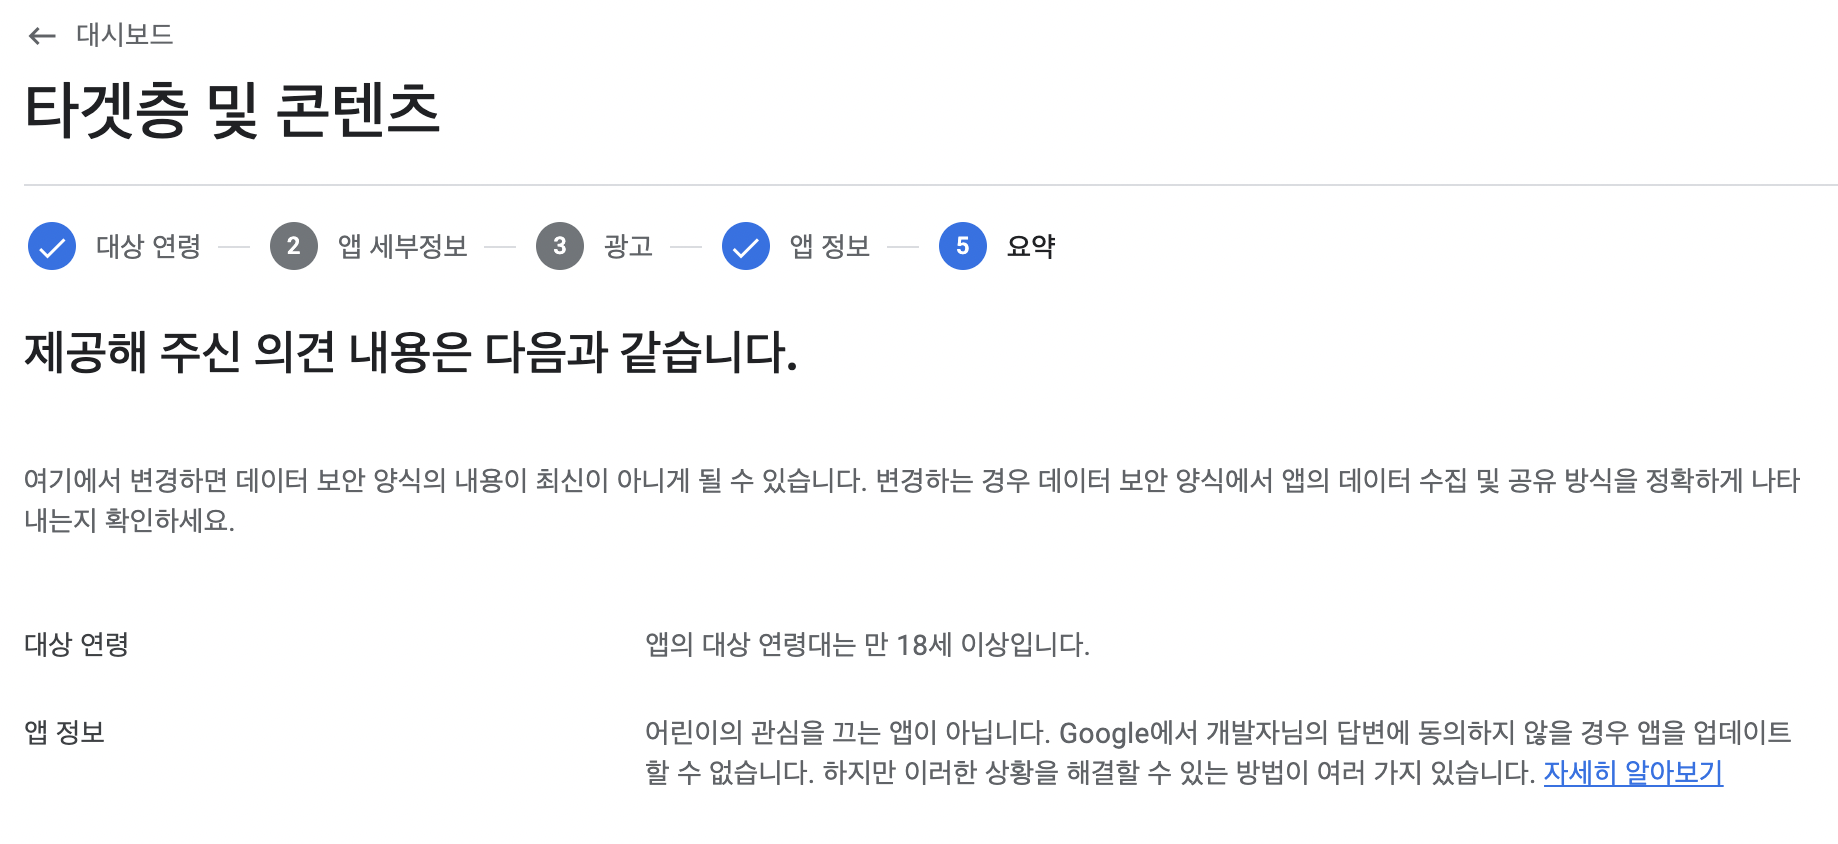 ← 대시보드
타겟층 및 콘텐츠
대상 연령 2 앱 세부정보 3 광고 앱 정보 5 요약
제공해 주신 의견 내용은 다음과 같습니다.
여기에서 변경하면 데이터 보안 양식의 내용이 최신이 아니게 될 수 있습니다. 변경하는 경우 데이터 보안 양식에서 앱의 데이터 수집 및 공유 방식을 정확하게 나타
내는지 확인하세요.
대상 연령 앱의 대상 연령대는 만 18세 이상입니다.
앱 정보 어린이의 관심을 끄는 앱이 아닙니다. Google에서 개발자님의 답변에 동의하지 않을 경우 앱을 업데이트
할 수 없습니다. 하지만 이러한 상황을 해결할 수 있는 방법이 여러 가지 있습니다. 자세히 알아보기